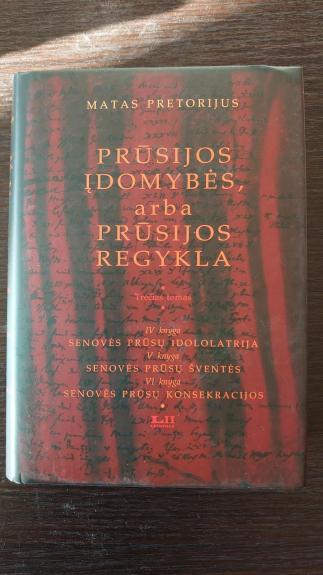 MATAS PRETORIJUS
PRŪSIJOS
ĮDOMYBĖS,
arba
PRŪSIJOS
REGYKLA
Trečias tomas
IV knyga
SENOVĖS PRŪSŲ IDOLOLATRIJA
V knyga
SENOVĖS PRŪSŲ ŠVENTĖS
VI knyga
SENOVĖS PRŪSŲ KONSEKRACIJOS
LII